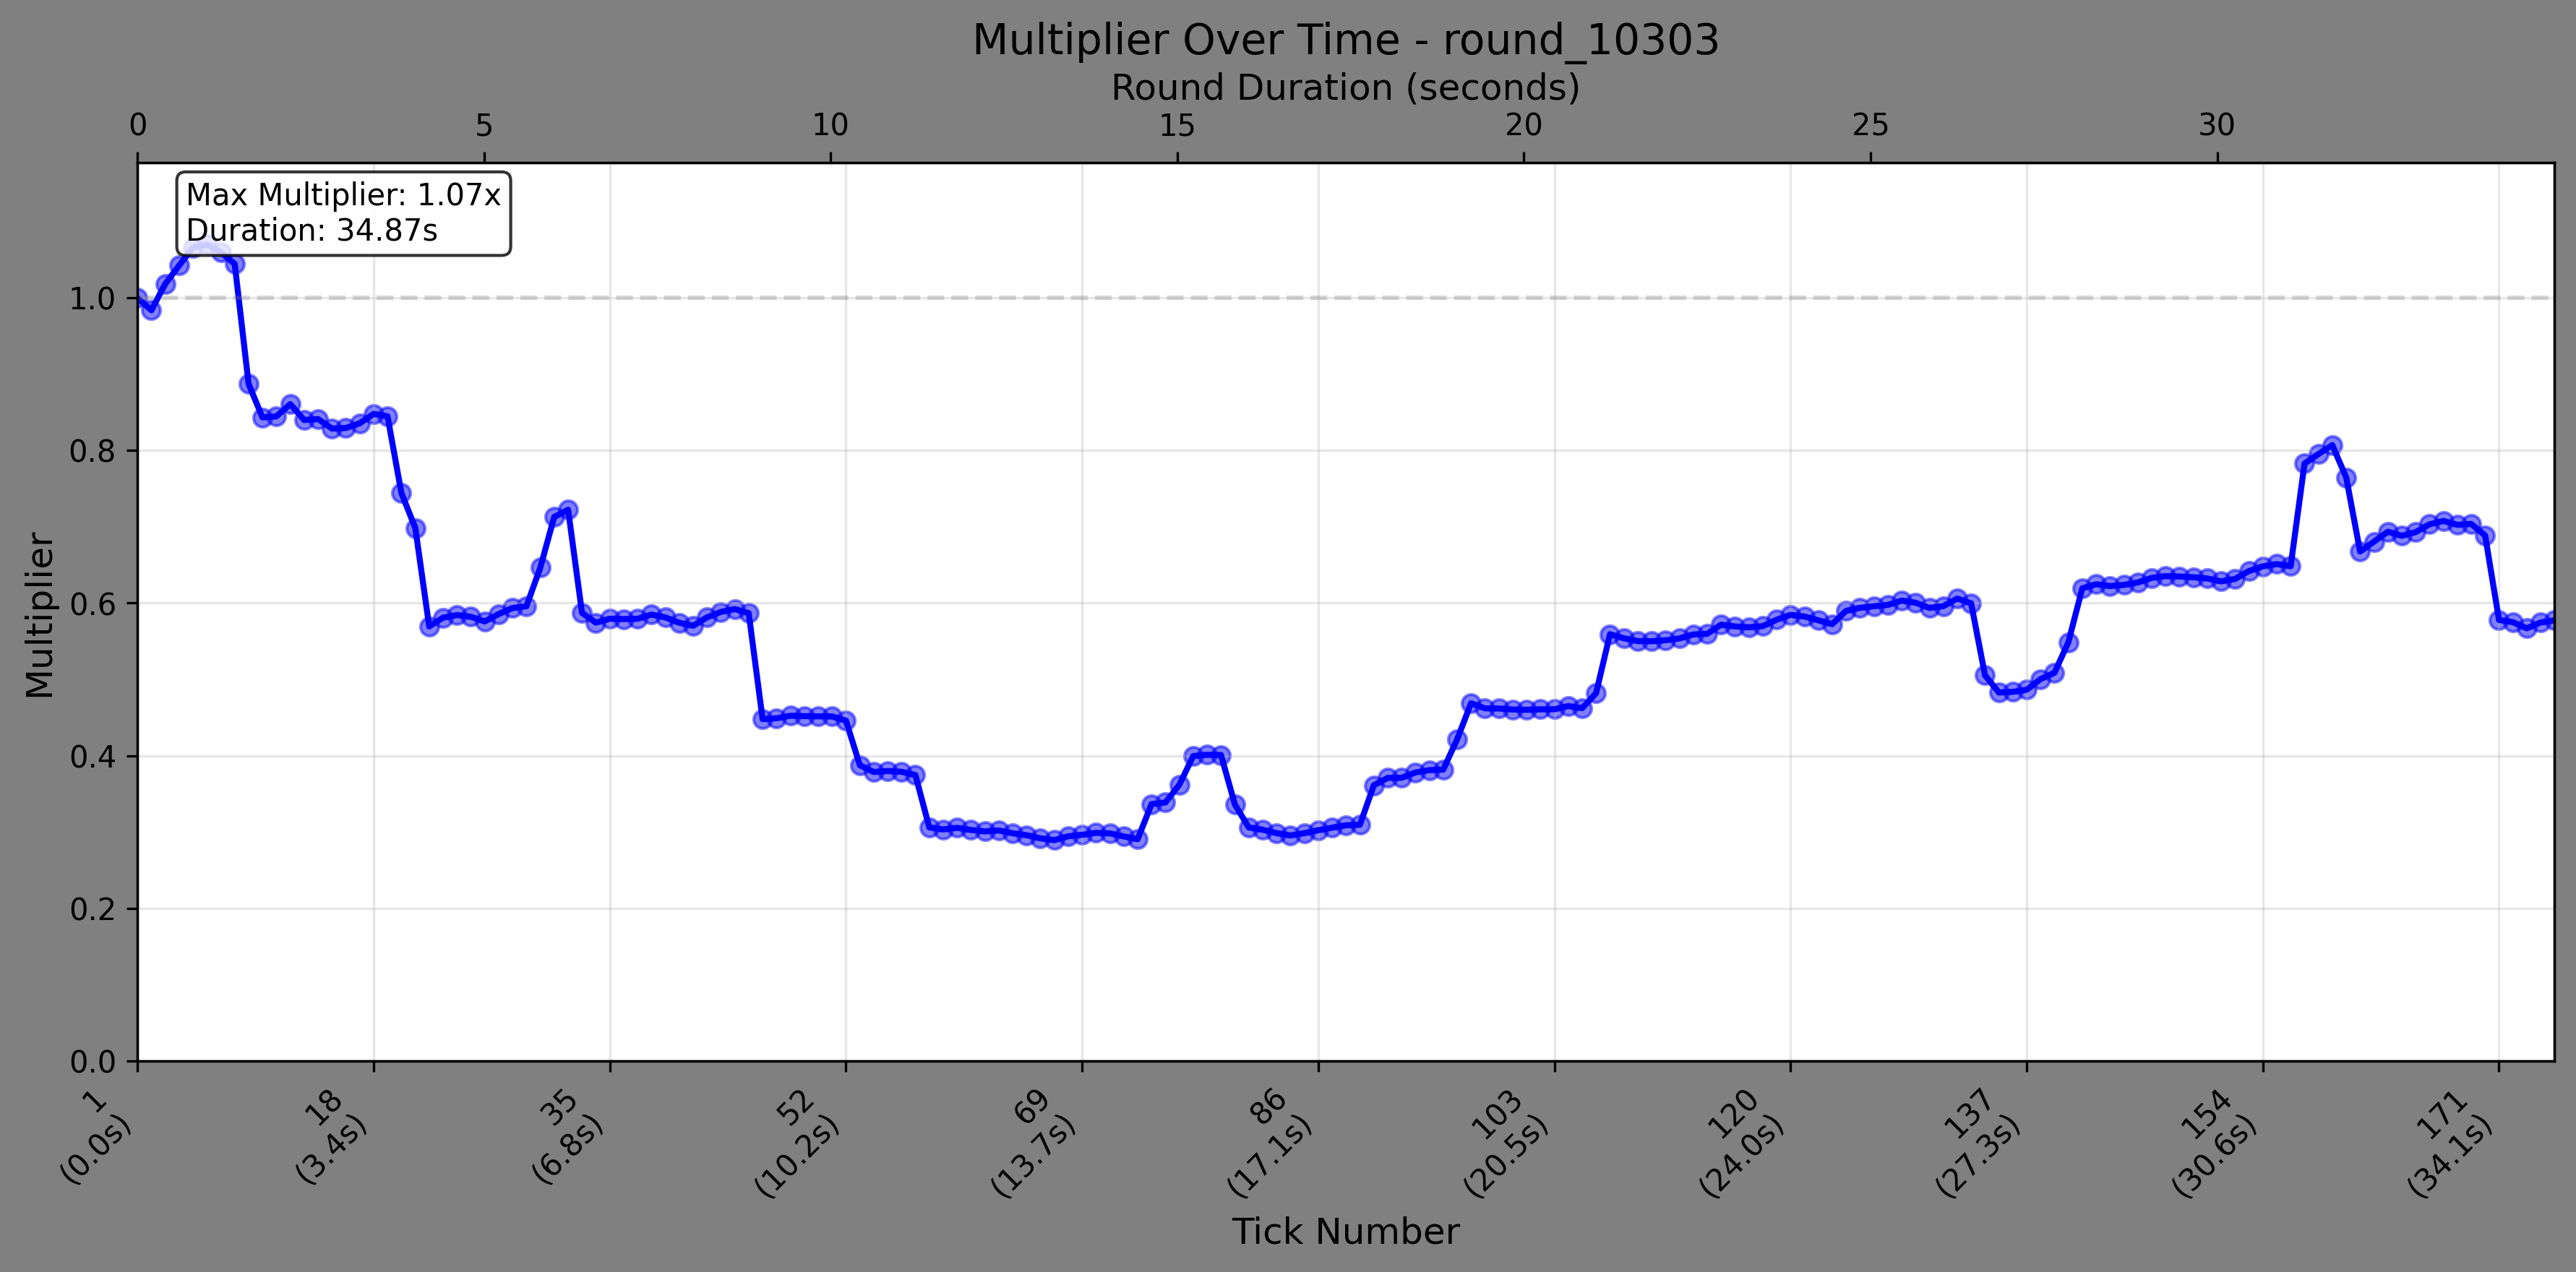 Multiplier Over Time - round_10303
Round Duration (seconds)
0 5 10 15 20 25 30
Max Multiplier: 1.07x
Duration: 34.87s
Multiplier
1.0
0.8
0.6
0.4
0.2
0.0
1
(0.0s)
18
(3.4s)
35
(6.8s)
52
(10.2s)
69
(13.7s)
86
(17.1s)
103
(20.5s)
120
(24.0s)
137
(27.3s)
154
(30.6s)
171
(34.1s)
Tick Number